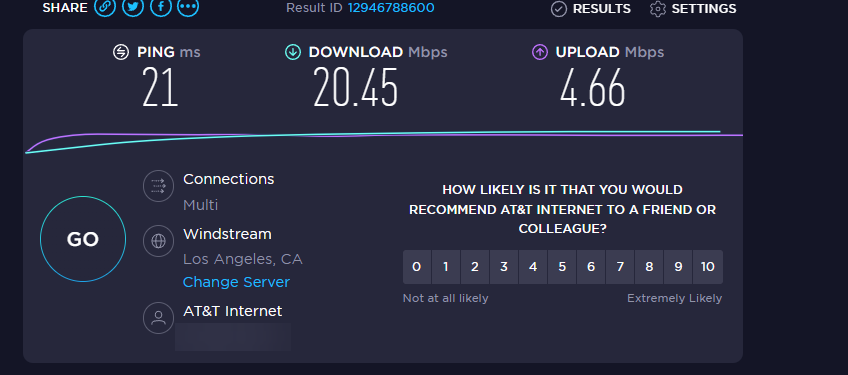 SHARE Result ID 12946788600 RESULTS SETTINGS
PING ms DOWNLOAD Mbps UPLOAD Mbps
21 20.45 4.66
Connections
Multi
GO
Windstream
Los Angeles, CA
Change Server
AT&T Internet
HOW LIKELY IS IT THAT YOU WOULD
RECOMMEND AT&T INTERNET TO A FRIEND OR
COLLEAGUE?
0 1 2 3 4 5 6 7 8 9 10
Not at all likely Extremely Likely